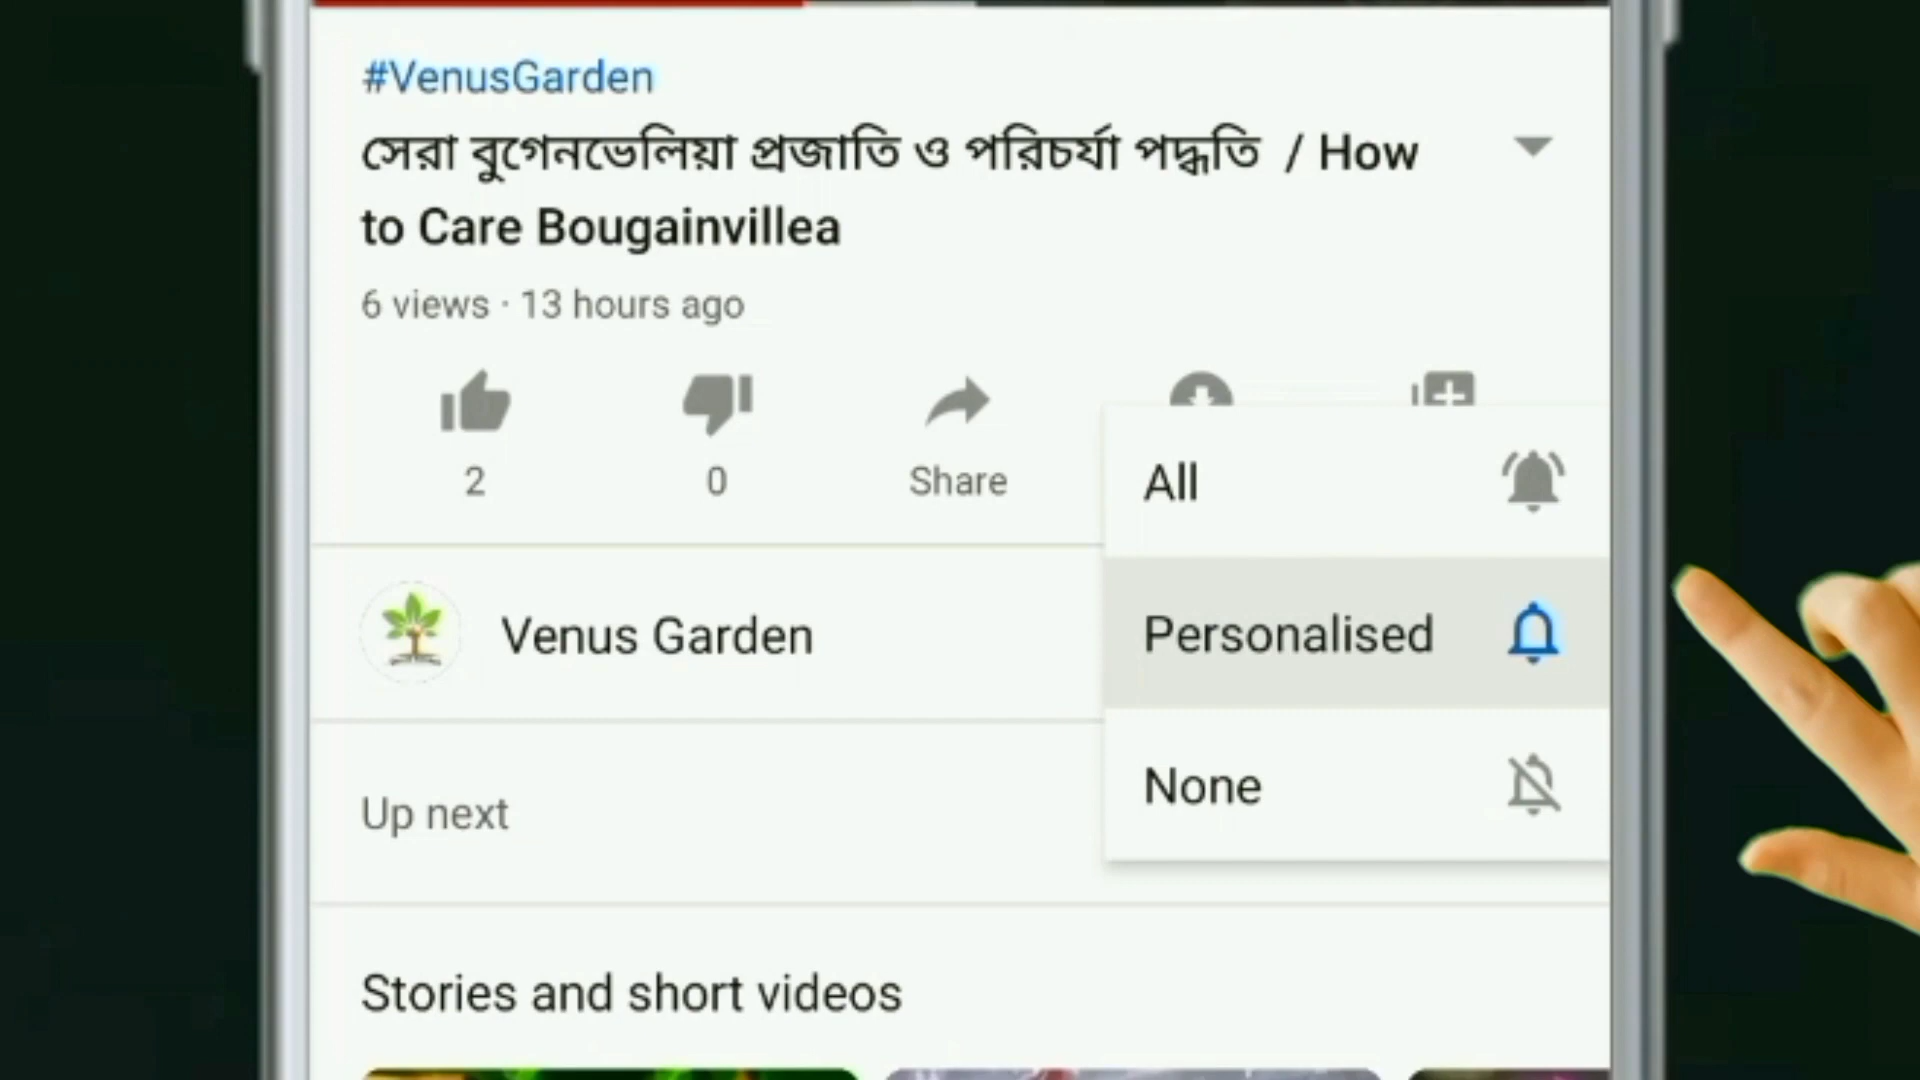 #VenusGarden
সেরা বুগেনভেলিয়া প্রজাতি ও পরিচর্যা পদ্ধতি / How
to Care Bougainvillea
6 views · 13 hours ago
2
0
Share
All
Venus Garden
Personalised
None
Up next
Stories and short videos